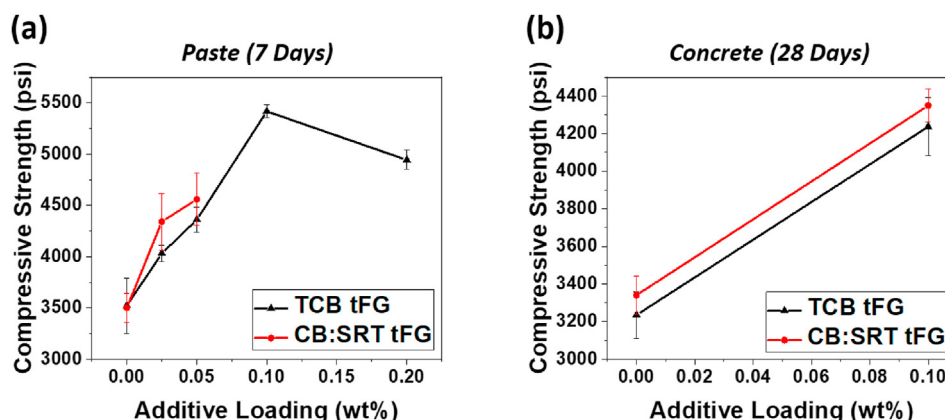 (a)
Paste (7 Days)
Compressive Strength (psi)
5500
5000
4500
4000
3500
3000
TCB tFG
CB:SRT tFG
0.00 0.05 0.10 0.15 0.20
Additive Loading (wt%)
(b)
Concrete (28 Days)
Compressive Strength (psi)
4400
4200
4000
3800
3600
3400
3200
3000
TCB tFG
CB:SRT tFG
0.00 0.02 0.04 0.06 0.08 0.10
Additive Loading (wt%)